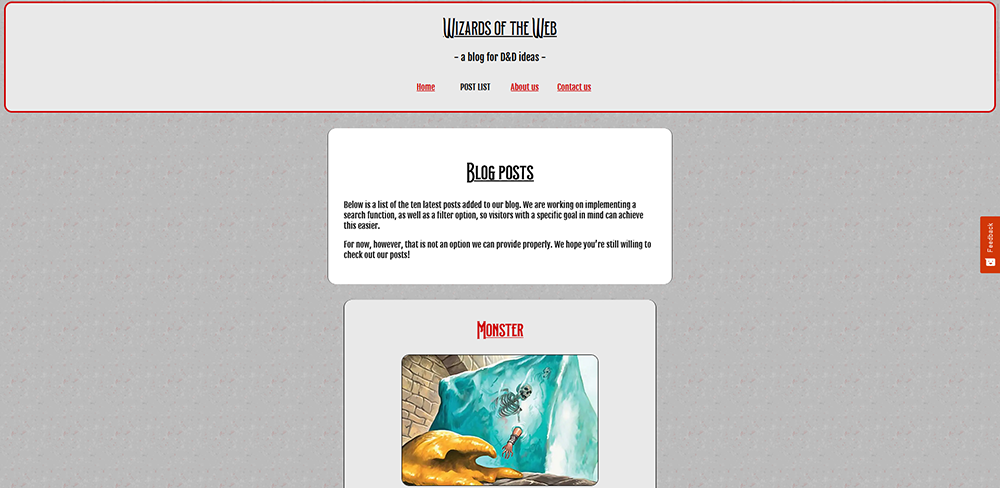 Wizards of the Web
- a blog for D&D ideas -
Home POST LIST About us Contact us
Blog posts
Below is a list of the ten latest posts added to our blog. We are working on implementing a
search function, as well as a filter option, so visitors with a specific goal in mind can achieve
this easier.
For now, however, that is not an option we can provide properly. We hope you're still willing to
check out our posts!
Feedback
Monster